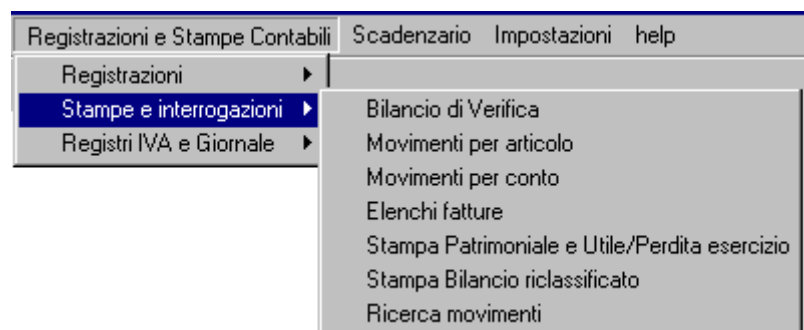 Registrazioni e Stampe Contabili Scadenzario Impostazioni help
Registrazioni
Stampe e interrogazioni
Registri IVA e Giornale
Bilancio di Verifica
Movimenti per articolo
Movimenti per conto
Elenchi fatture
Stampa Patrimoniale e Utile/Perdita esercizio
Stampa Bilancio riclassificato
Ricerca movimenti